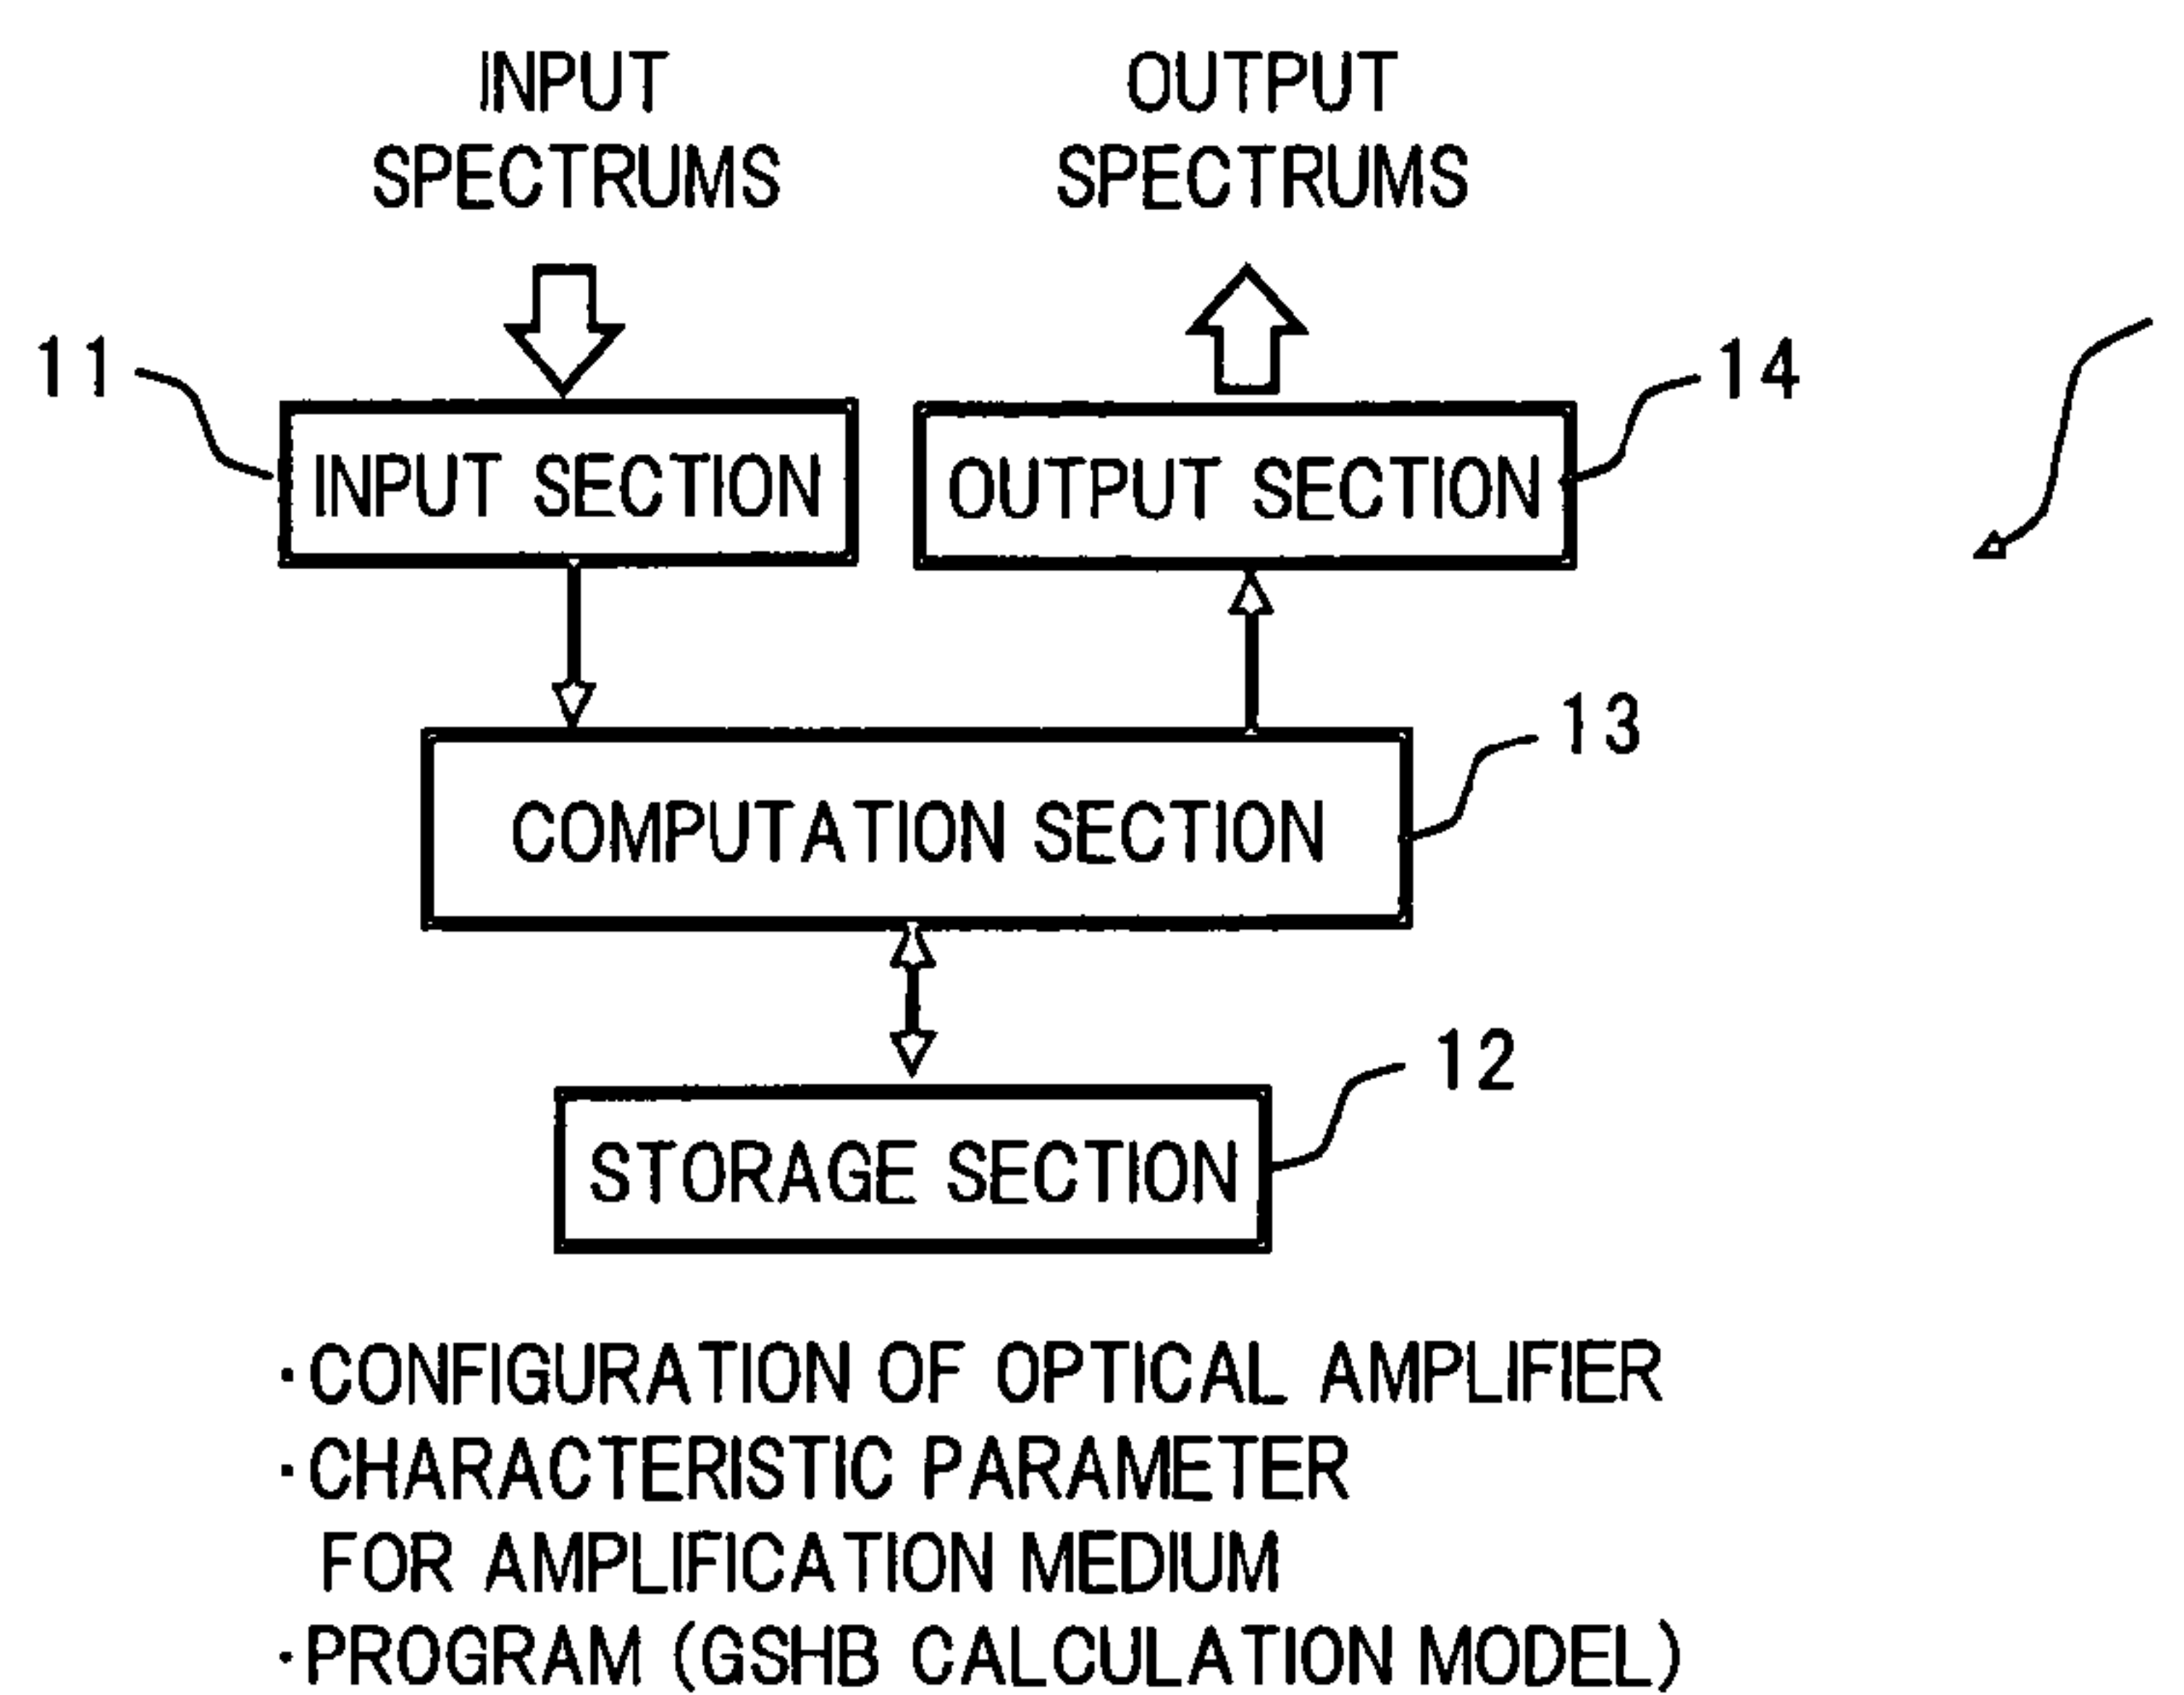 INPUT
SPECTRUMS
OUTPUT
SPECTRUMS
11
INPUT SECTION
OUTPUT SECTION
14
COMPUTATION SECTION
13
STORAGE SECTION
12
・CONFIGURATION OF OPTICAL AMPLIFIER
・CHARACTERISTIC PARAMETER
FOR AMPLIFICATION MEDIUM
・PROGRAM (GSHB CALCULATION MODEL)